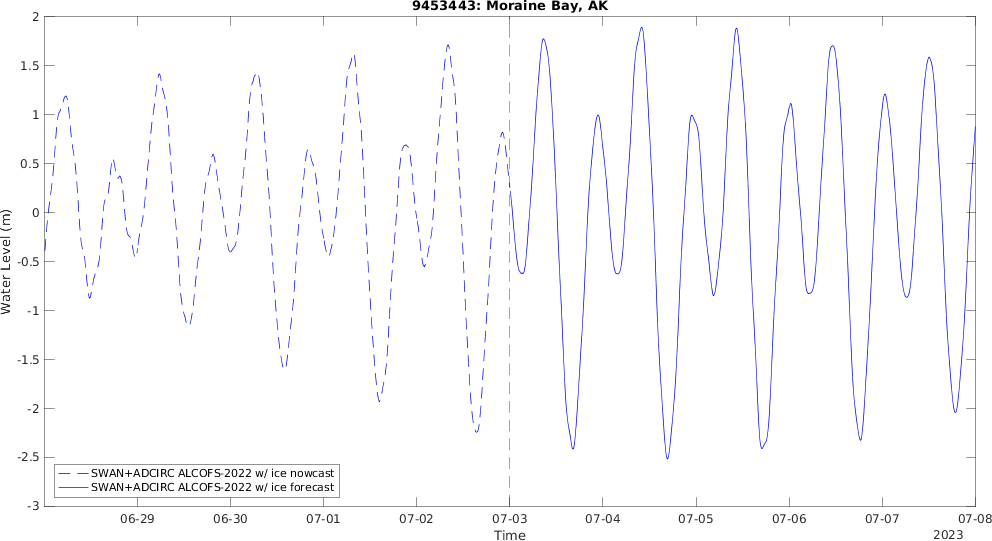 9453443: Moraine Bay, AK
2
1.5
1
0.5
0
-0.5
-1
-1.5
-2
-2.5
-3
Water Level (m)
SWAN+ADCIRC ALCOFS-2022 w/ ice nowcast
SWAN+ADCIRC ALCOFS-2022 w/ ice forecast
06-29 06-30 07-01 07-02 07-03 07-04 07-05 07-06 07-07 07-08
Time
2023